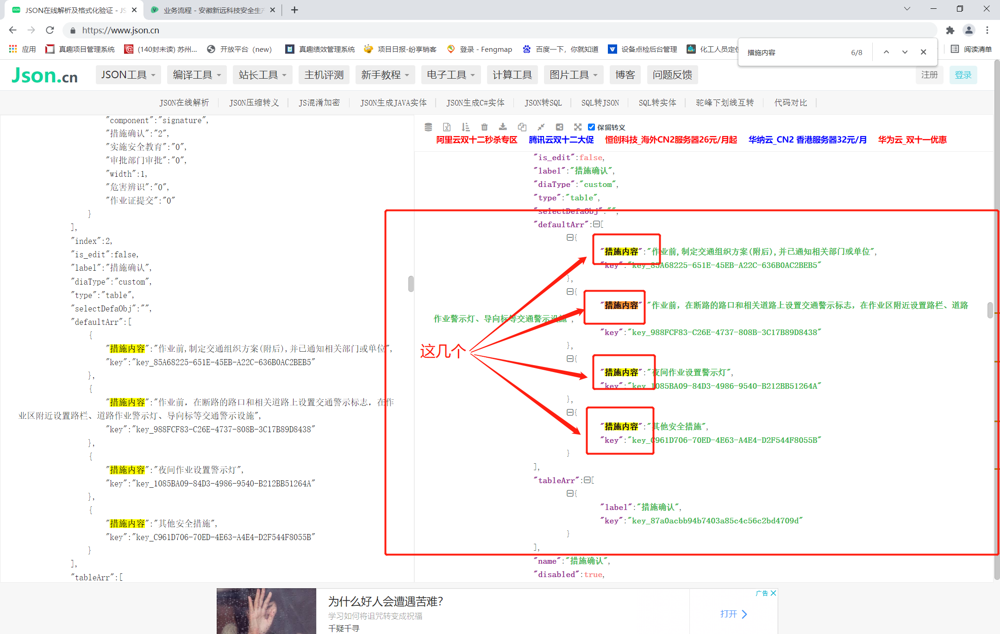 JSON在线解析及格式化验证 - JS
业务流程 - 安徽新远科技安全生产
https://www.json.cn
应用
真趣项目管理系统
(140封未读) 苏州...
开放平台（new）
真趣绩效管理系统
项目日报-纷享销客
登录 - Fengmap
百度一下，你就知道
设备点检后台管理
化工人员定位
阅读清单
措施内容
6/8
Json.cn
JSON工具
编译工具
站长工具
主机评测
新手教程
电子工具
计算工具
图片工具
博客
问题反馈
注册
登录
JSON在线解析
JSON压缩转义
JS混淆加密
JSON生成JAVA实体
JSON生成C#实体
JSON转SQL
SQL转JSON
SQL转实体
驼峰下划线互转
代码对比
"component":"signature",
"措施确认":"2",
"实施安全教育":"0",
"审批部门审批":"0",
"width":1,
"危害辨识":"0",
"作业证提交":"0"
}
],
"index":2,
"is_edit":false,
"label":"措施确认",
"diaType":"custom",
"type":"table",
"selectDefaObj":"",
"defaultArr":[
{
"措施内容":"作业前,制定交通组织方案(附后),并已通知相关部门或单位",
"key":"key_85A68225-651E-45EB-A22C-636B0AC2BEB5"
},
{
"措施内容":"作业前，在断路的路口和相关道路上设置交通警示标志，在作
业区附近设置路栏、道路作业警示灯、导向标等交通警示设施",
"key":"key_988FCF83-C26E-4737-808B-3C17B89D8438"
},
{
"措施内容":"夜间作业设置警示灯",
"key":"key_1085BA09-84D3-4986-9540-B212BB51264A"
},
{
"措施内容":"其他安全措施",
"key":"key_C961D706-70ED-4E63-A4E4-D2F544F8055B"
}
],
"tableArr":[
保留转义
阿里云双十二秒杀专区
腾讯云双十二大促
恒创科技_海外CN2服务器26元/月起
华纳云_CN2 香港服务器32元/月
华为云_双十一优惠
"is_edit":false,
"label":"措施确认",
"diaType":"custom",
"type":"table",
"selectDefaObj":"",
"defaultArr":[
{
"措施内容":"作业前,制定交通组织方案(附后),并已通知相关部门或单位",
"key":"key_85A68225-651E-45EB-A22C-636B0AC2BEB5"
},
{
"措施内容":"作业前，在断路的路口和相关道路上设置交通警示标志，在作业区附近设置路栏、道路
作业警示灯、导向标等交通警示设施",
"key":"key_988FCF83-C26E-4737-808B-3C17B89D8438"
},
这几个
{
"措施内容":"夜间作业设置警示灯",
"key":"key_1085BA09-84D3-4986-9540-B212BB51264A"
},
{
"措施内容":"其他安全措施",
"key":"key_C961D706-70ED-4E63-A4E4-D2F544F8055B"
}
],
"tableArr":[
{
"label":"措施确认",
"key":"key_87a0acbb94b7403a85c4c56c2bd4709d"
}
],
"name":"措施确认",
"disabled":true,
为什么好人会遭遇苦难?
学习如何将诅咒转变成祝福
千疑千寻
广告
打开